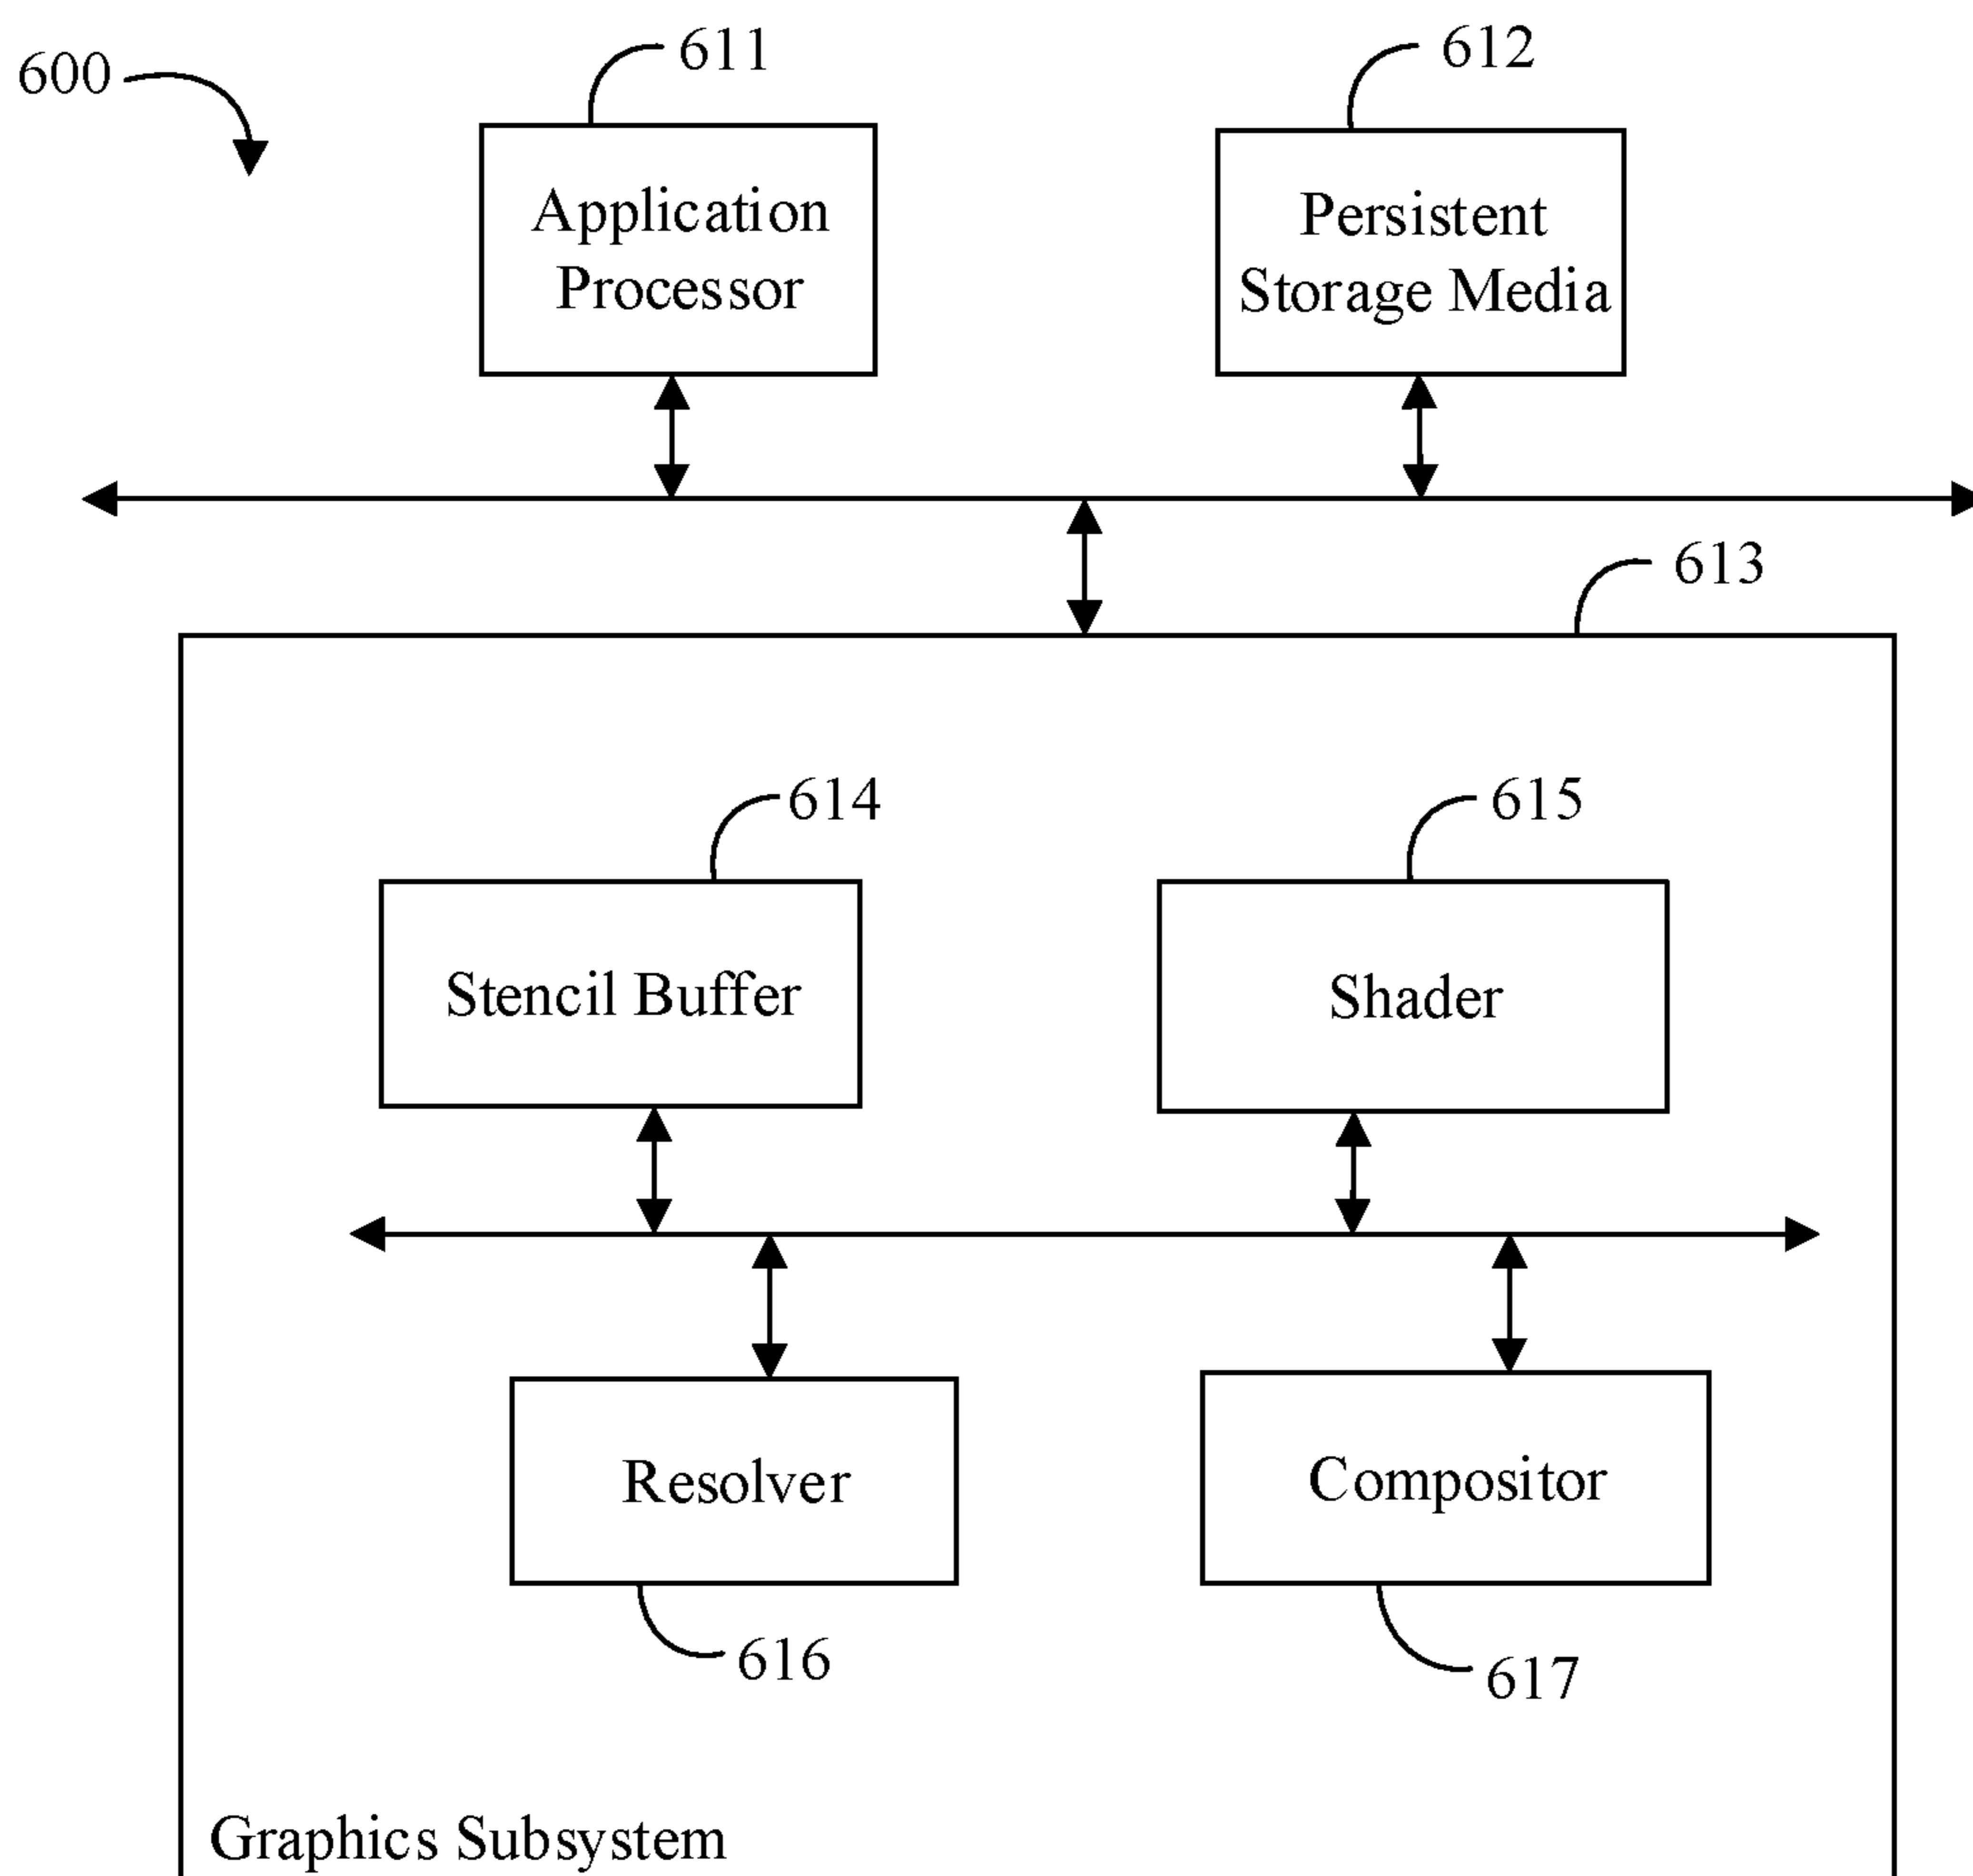 600
611
612
Application
Processor
Persistent
Storage Media
613
614
615
Stencil Buffer
Shader
Resolver
Compositor
616
617
Graphics Subsystem